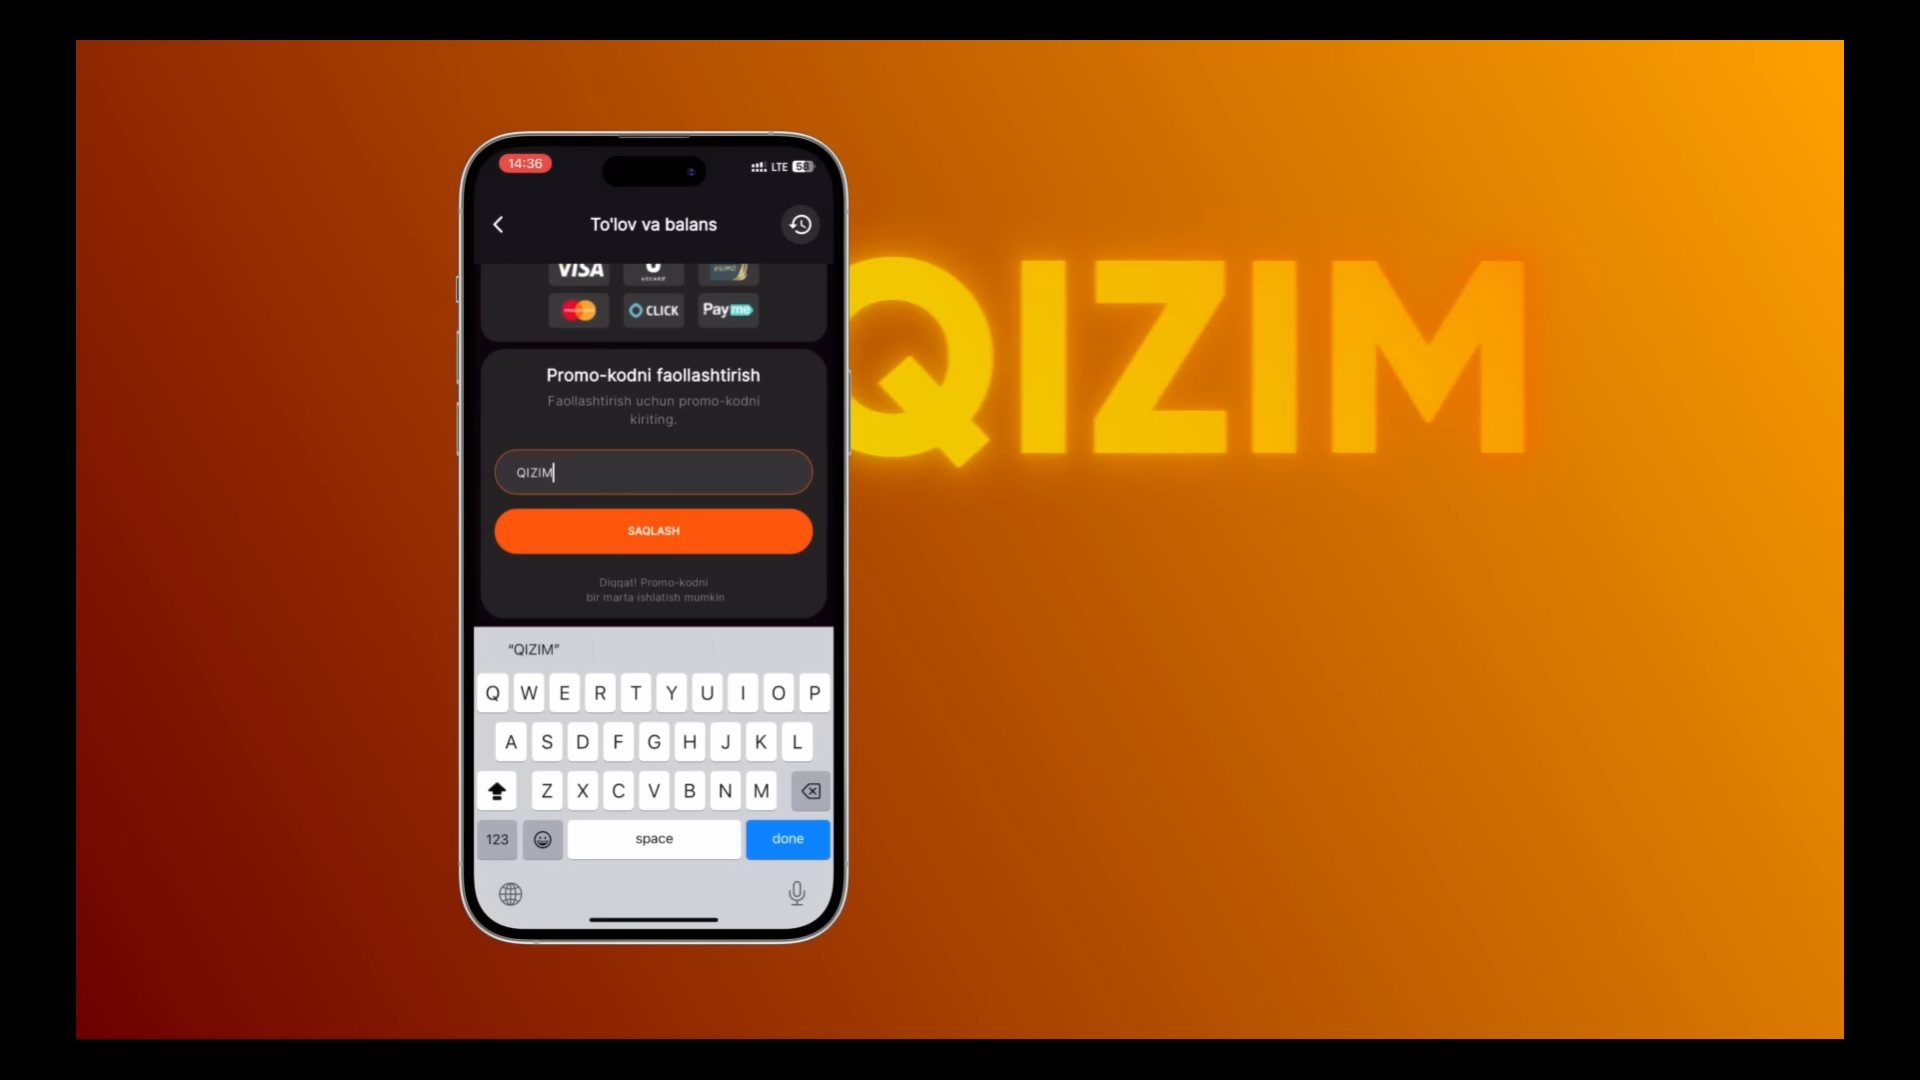 14:36
LTE 58
To'lov va balans
VISA
CLICK
Payme
Promo-kodni faollashtirish
Faollashtirish uchun promo-kodni
kiriting.
QIZIM
SAQLASH
Diqqat! Promo-kodni
bir marta ishlatish mumkin
QIZIM
“QIZIM”
Q W E R T Y U I O P
A S D F G H J K L
Z X C V B N M
123 space done